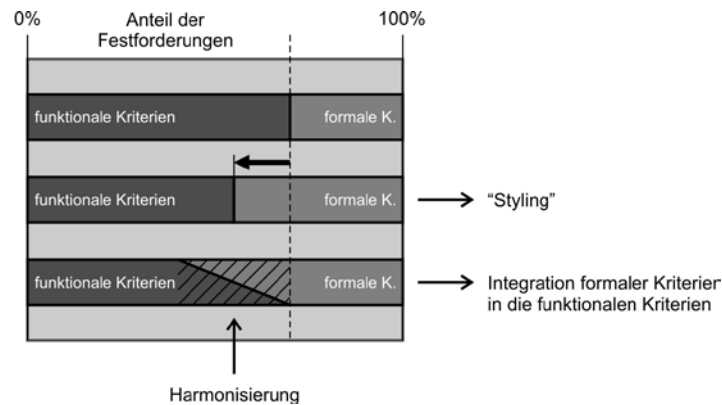 0%
Anteil der
Festforderungen
100%
funktionale Kriterien
formale K.
funktionale Kriterien
formale K.
“Styling”
funktionale Kriterien
formale K.
Integration formaler Kriterien
in die funktionalen Kriterien
Harmonisierung